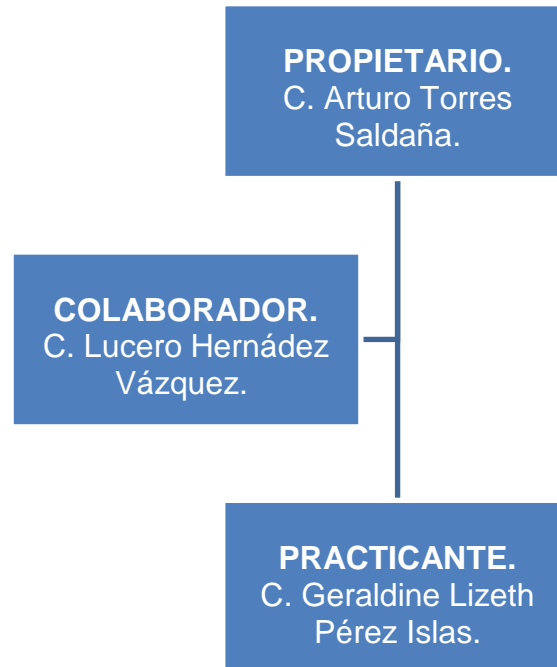 PROPIETARIO.
C. Arturo Torres
Saldaña.
COLABORADOR.
C. Lucero Hernádez
Vázquez.
PRACTICANTE.
C. Geraldine Lizeth
Pérez Islas.